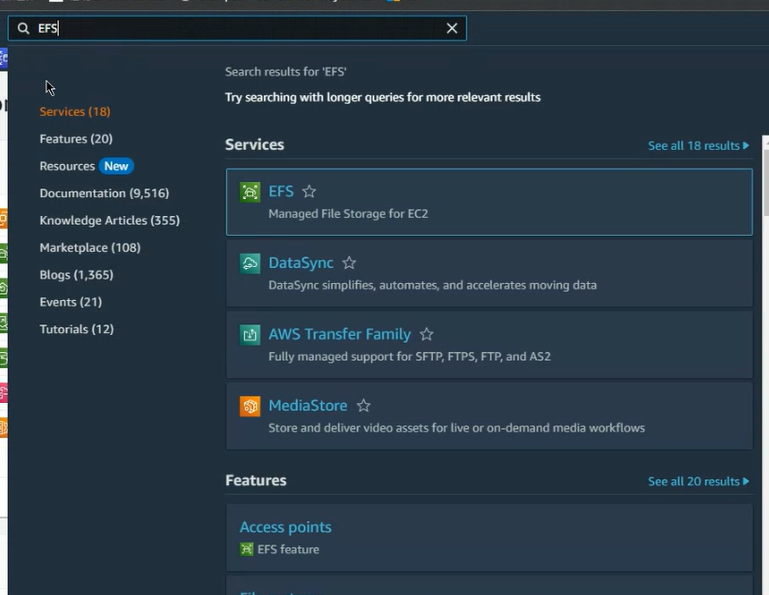 EFS
Search results for 'EFS'
Try searching with longer queries for more relevant results
Services (18)
Features (20)
Resources New
Documentation (9,516)
Knowledge Articles (355)
Marketplace (108)
Blogs (1,365)
Events (21)
Tutorials (12)
Services
See all 18 results
EFS
Managed File Storage for EC2
DataSync
DataSync simplifies, automates, and accelerates moving data
AWS Transfer Family
Fully managed support for SFTP, FTPS, FTP, and AS2
MediaStore
Store and deliver video assets for live or on-demand media workflows
Features
See all 20 results
Access points
EFS feature